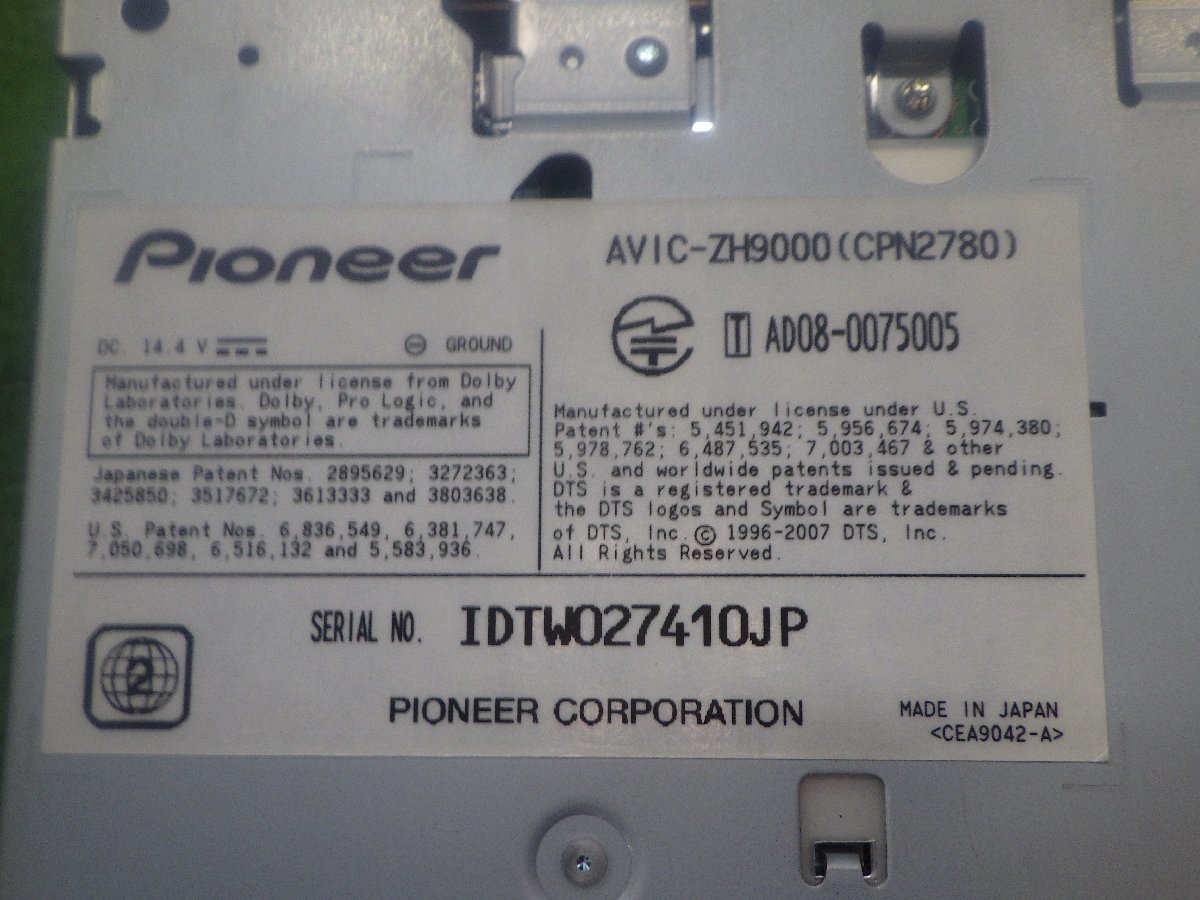 Pioneer
AVIC-ZH9000(CPN2780)
T AD08-0075005
DC. 14.4 V GROUND
Manufactured under license from Dolby
Laboratories. Dolby, Pro Logic, and
the double-D symbol are trademarks
of Dolby Laboratories.
Japanese Patent Nos. 2895629; 3272363;
3425850; 3517672; 3613333 and 3803638.
U.S. Patent Nos. 6,836,549, 6,381,747,
7,050,698, 6,516,132 and 5,583,936.
Manufactured under license under U.S.
Patent #'s: 5,451,942; 5,956,674; 5,974,380;
5,978,762; 6,487,535; 7,003,467 & other
U.S. and worldwide patents issued & pending.
DTS is a registered trademark &
the DTS logos and Symbol are trademarks
of DTS, Inc. © 1996-2007 DTS, Inc.
All Rights Reserved.
2
SERIAL NO. IDTW027410JP
PIONEER CORPORATION
MADE IN JAPAN
<CEA9042-A>